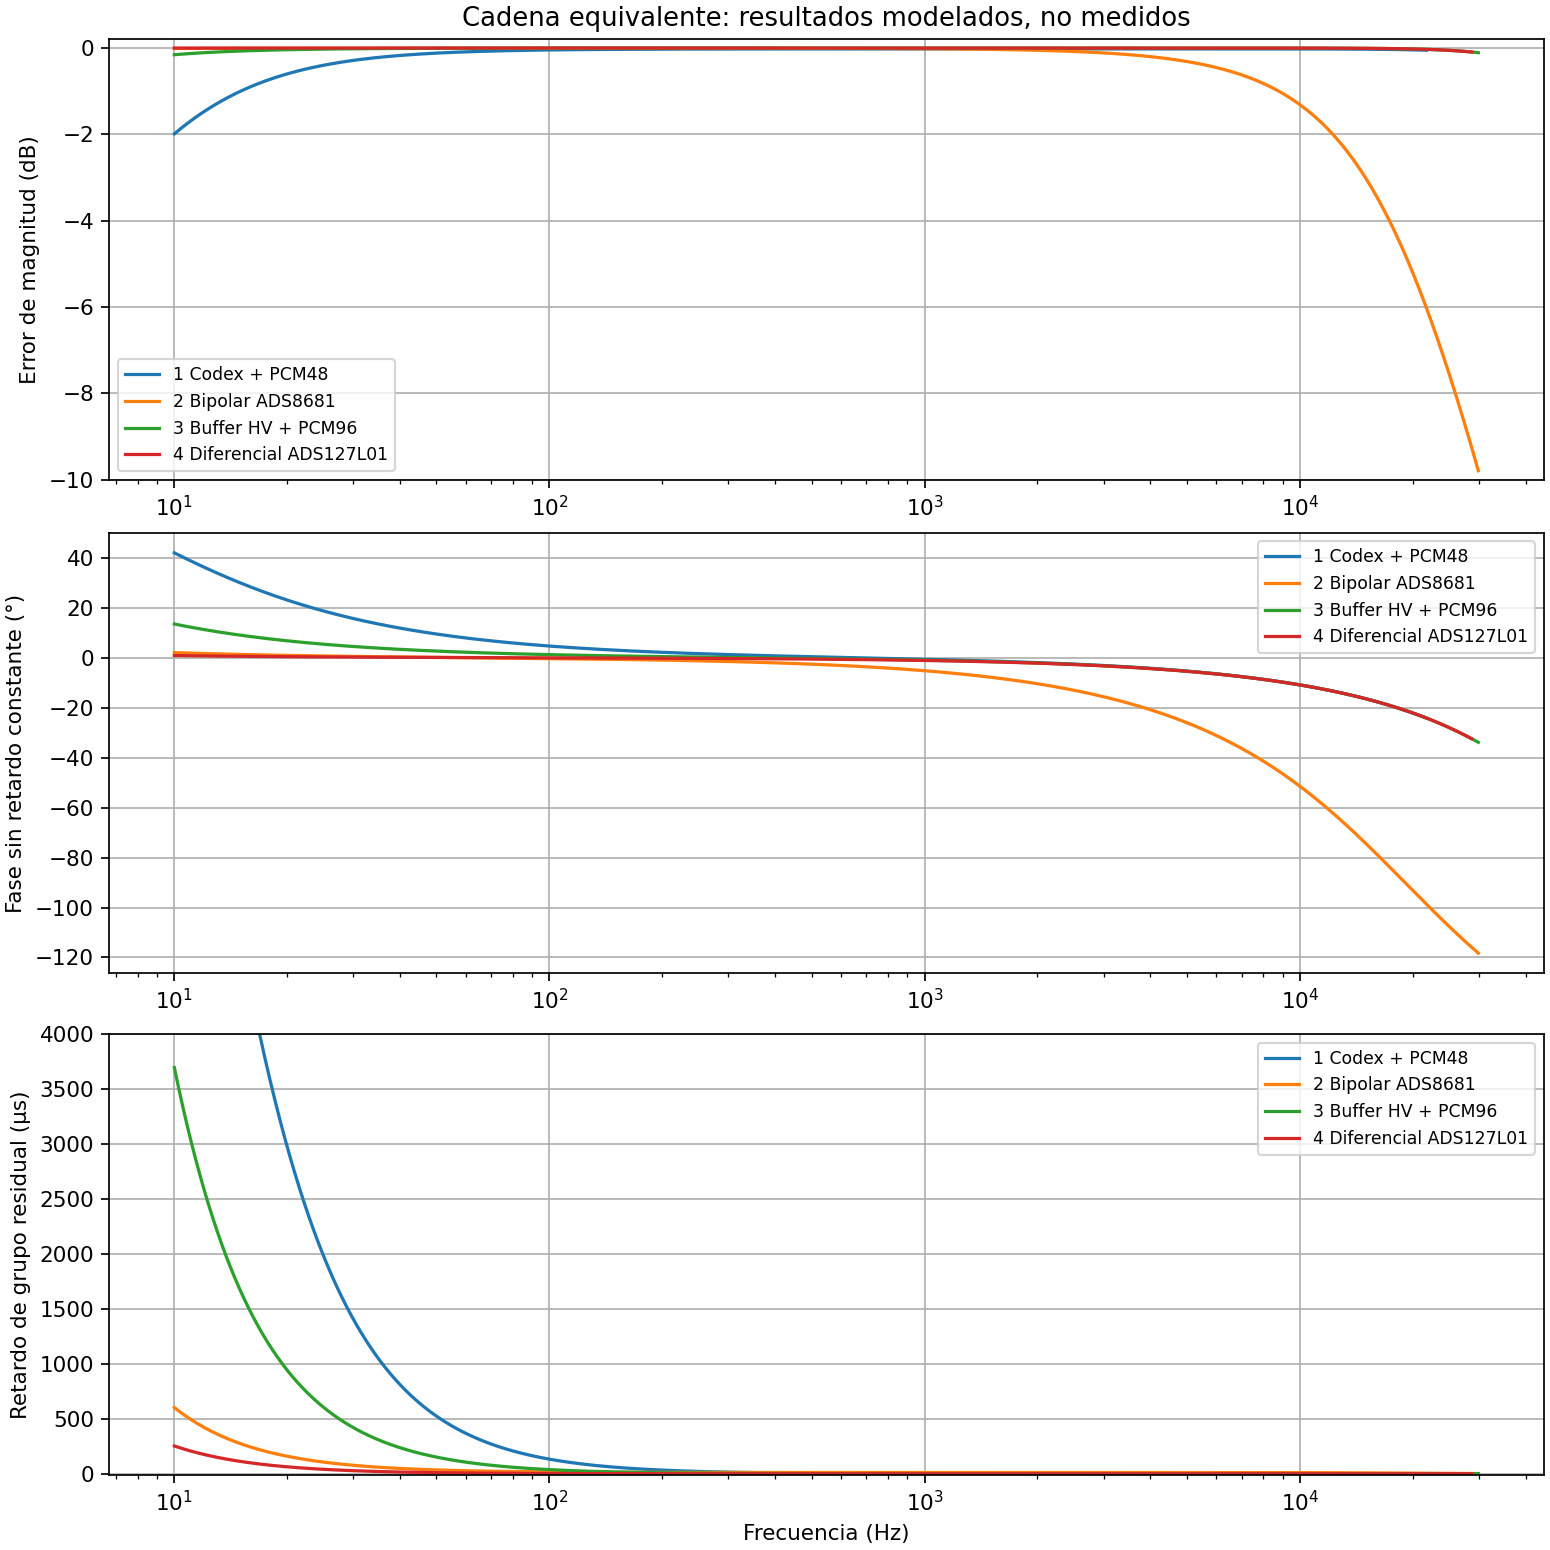 Cadena equivalente: resultados modelados, no medidos
Error de magnitud (dB)
0
−2
−4
−6
−8
−10
1 Codex + PCM48
2 Bipolar ADS8681
3 Buffer HV + PCM96
4 Diferencial ADS127L01
10¹ 10² 10³ 10⁴
Fase sin retardo constante (°)
40
20
0
−20
−40
−60
−80
−100
−120
1 Codex + PCM48
2 Bipolar ADS8681
3 Buffer HV + PCM96
4 Diferencial ADS127L01
10¹ 10² 10³ 10⁴
Retardo de grupo residual (µs)
4000
3500
3000
2500
2000
1500
1000
500
0
1 Codex + PCM48
2 Bipolar ADS8681
3 Buffer HV + PCM96
4 Diferencial ADS127L01
10¹ 10² 10³ 10⁴
Frecuencia (Hz)